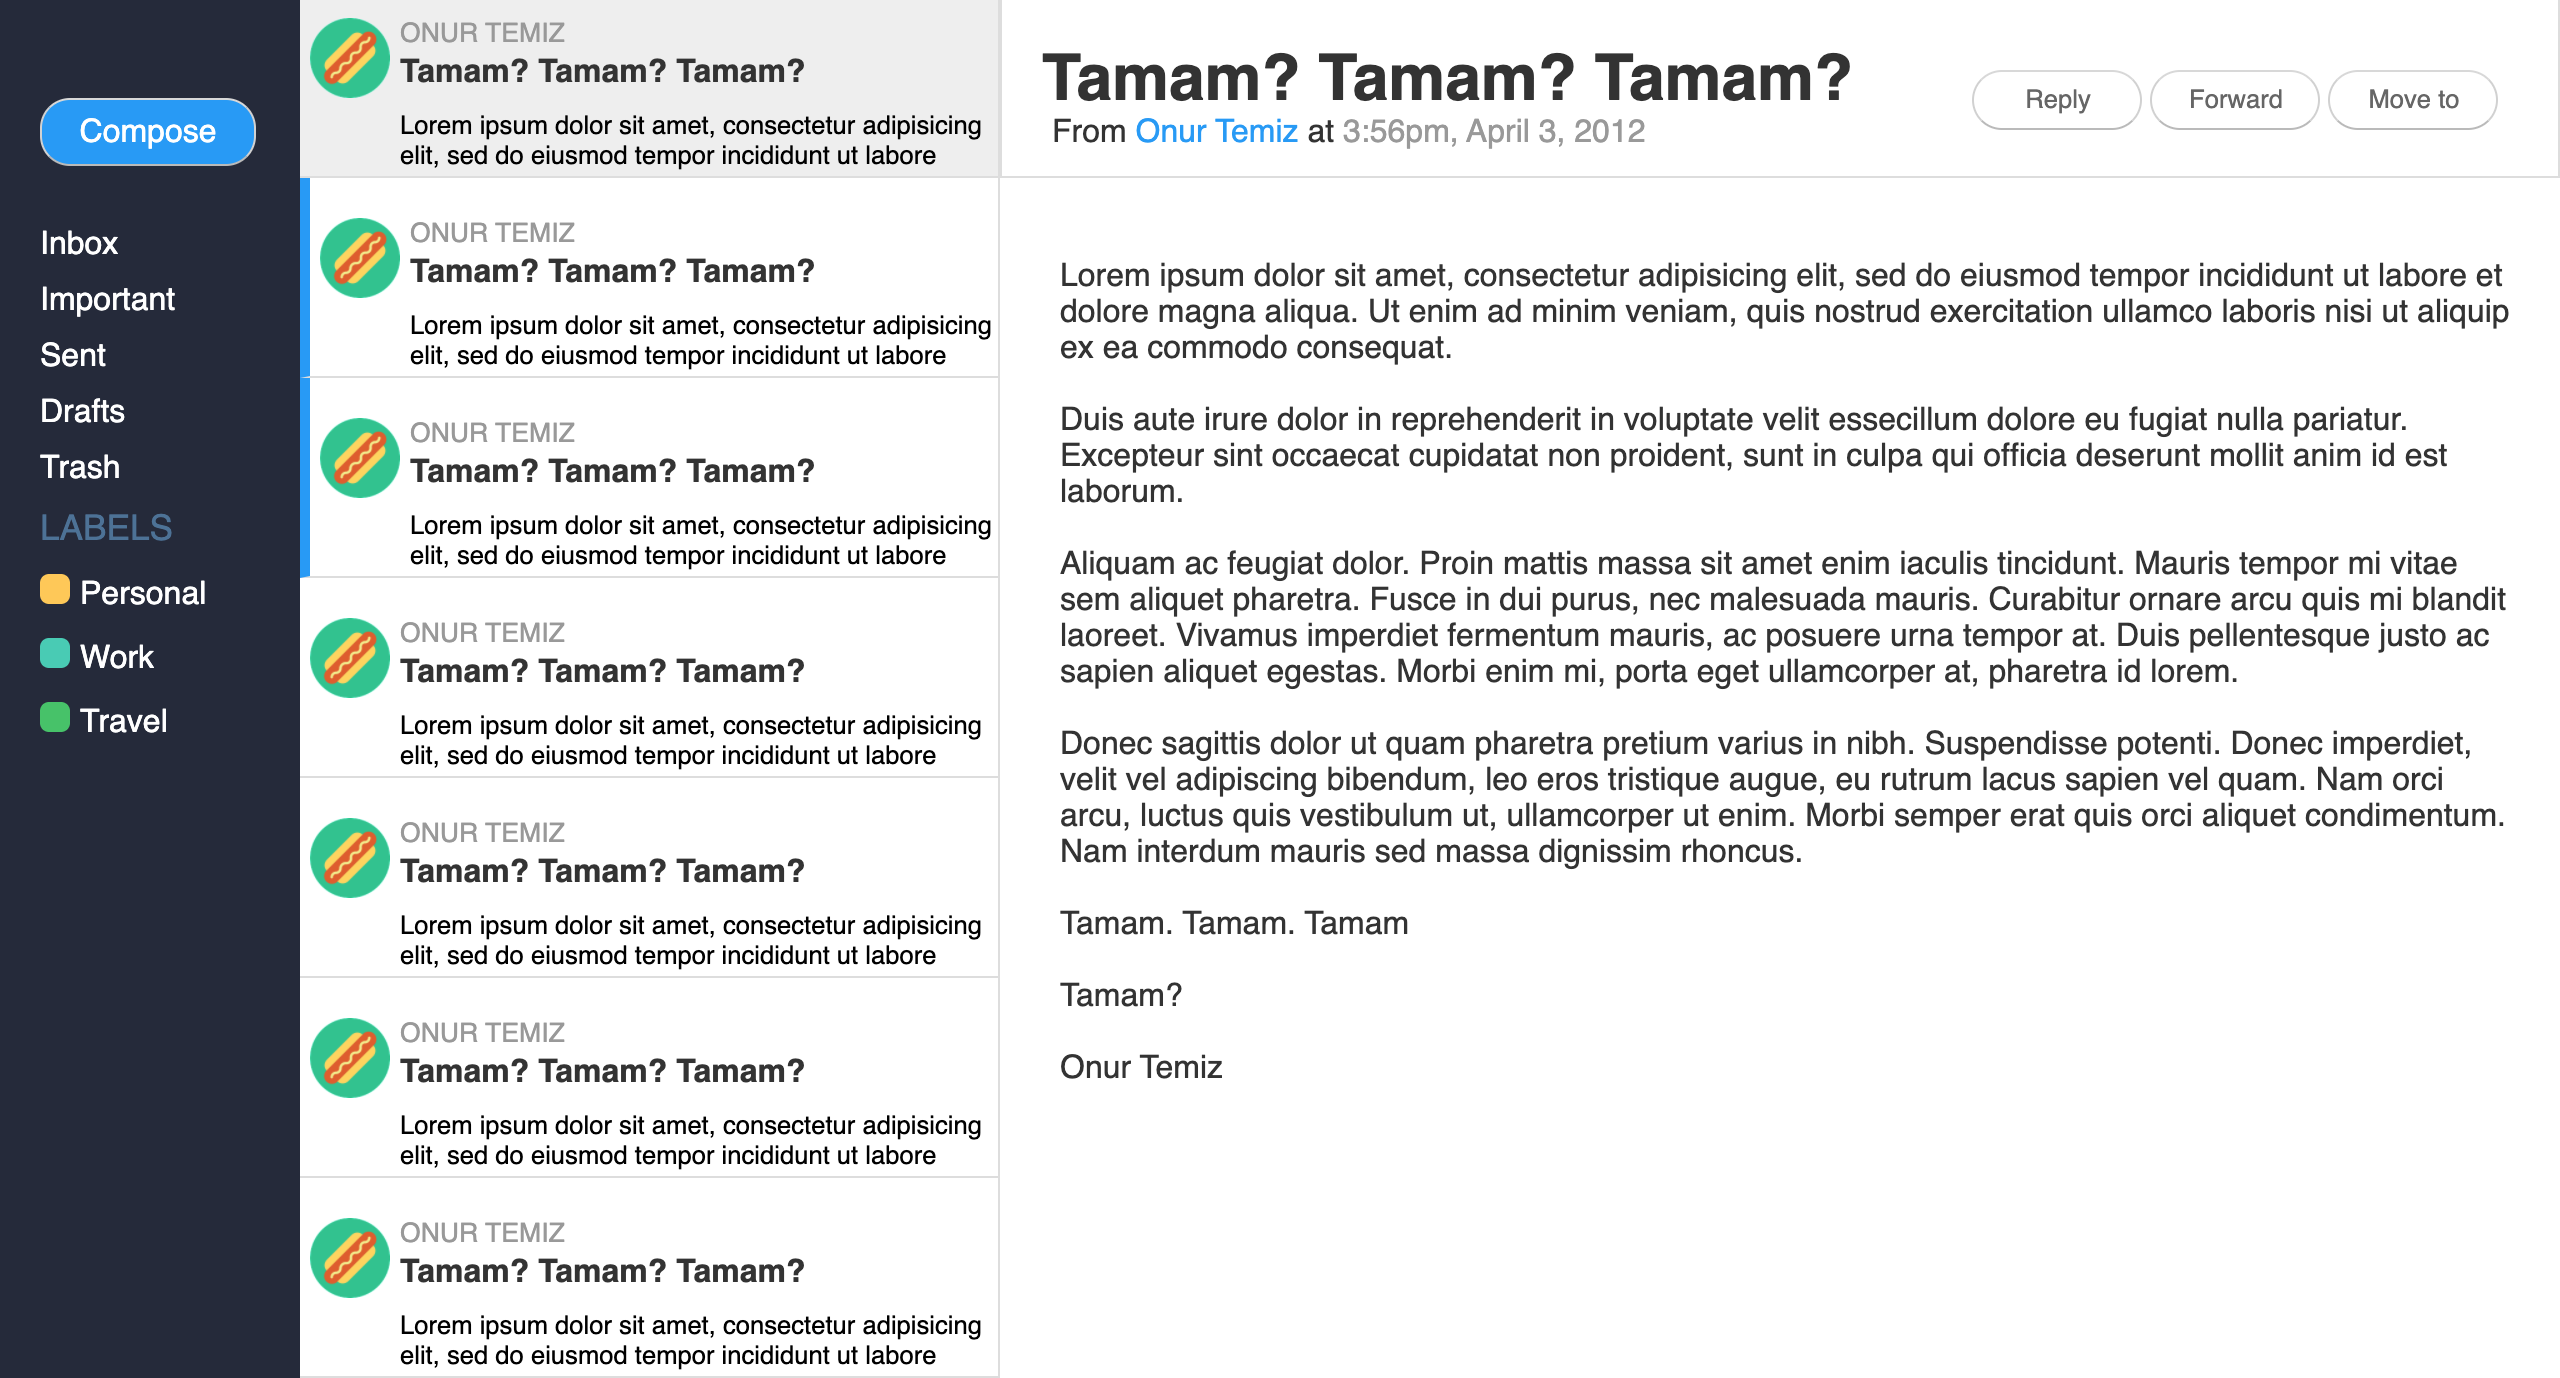 Compose
Inbox
Important
Sent
Drafts
Trash
LABELS
Personal
Work
Travel
ONUR TEMIZ
Tamam? Tamam? Tamam?
Lorem ipsum dolor sit amet, consectetur adipisicing
elit, sed do eiusmod tempor incididunt ut labore
ONUR TEMIZ
Tamam? Tamam? Tamam?
Lorem ipsum dolor sit amet, consectetur adipisicing
elit, sed do eiusmod tempor incididunt ut labore
ONUR TEMIZ
Tamam? Tamam? Tamam?
Lorem ipsum dolor sit amet, consectetur adipisicing
elit, sed do eiusmod tempor incididunt ut labore
ONUR TEMIZ
Tamam? Tamam? Tamam?
Lorem ipsum dolor sit amet, consectetur adipisicing
elit, sed do eiusmod tempor incididunt ut labore
ONUR TEMIZ
Tamam? Tamam? Tamam?
Lorem ipsum dolor sit amet, consectetur adipisicing
elit, sed do eiusmod tempor incididunt ut labore
ONUR TEMIZ
Tamam? Tamam? Tamam?
Lorem ipsum dolor sit amet, consectetur adipisicing
elit, sed do eiusmod tempor incididunt ut labore
ONUR TEMIZ
Tamam? Tamam? Tamam?
Lorem ipsum dolor sit amet, consectetur adipisicing
elit, sed do eiusmod tempor incididunt ut labore
Tamam? Tamam? Tamam?
From Onur Temiz at 3:56pm, April 3, 2012
Reply
Forward
Move to
Lorem ipsum dolor sit amet, consectetur adipisicing elit, sed do eiusmod tempor incididunt ut labore et
dolore magna aliqua. Ut enim ad minim veniam, quis nostrud exercitation ullamco laboris nisi ut aliquip
ex ea commodo consequat.
Duis aute irure dolor in reprehenderit in voluptate velit essecillum dolore eu fugiat nulla pariatur.
Excepteur sint occaecat cupidatat non proident, sunt in culpa qui officia deserunt mollit anim id est
laborum.
Aliquam ac feugiat dolor. Proin mattis massa sit amet enim iaculis tincidunt. Mauris tempor mi vitae
sem aliquet pharetra. Fusce in dui purus, nec malesuada mauris. Curabitur ornare arcu quis mi blandit
laoreet. Vivamus imperdiet fermentum mauris, ac posuere urna tempor at. Duis pellentesque justo ac
sapien aliquet egestas. Morbi enim mi, porta eget ullamcorper at, pharetra id lorem.
Donec sagittis dolor ut quam pharetra pretium varius in nibh. Suspendisse potenti. Donec imperdiet,
velit vel adipiscing bibendum, leo eros tristique augue, eu rutrum lacus sapien vel quam. Nam orci
arcu, luctus quis vestibulum ut, ullamcorper ut enim. Morbi semper erat quis orci aliquet condimentum.
Nam interdum mauris sed massa dignissim rhoncus.
Tamam. Tamam. Tamam
Tamam?
Onur Temiz